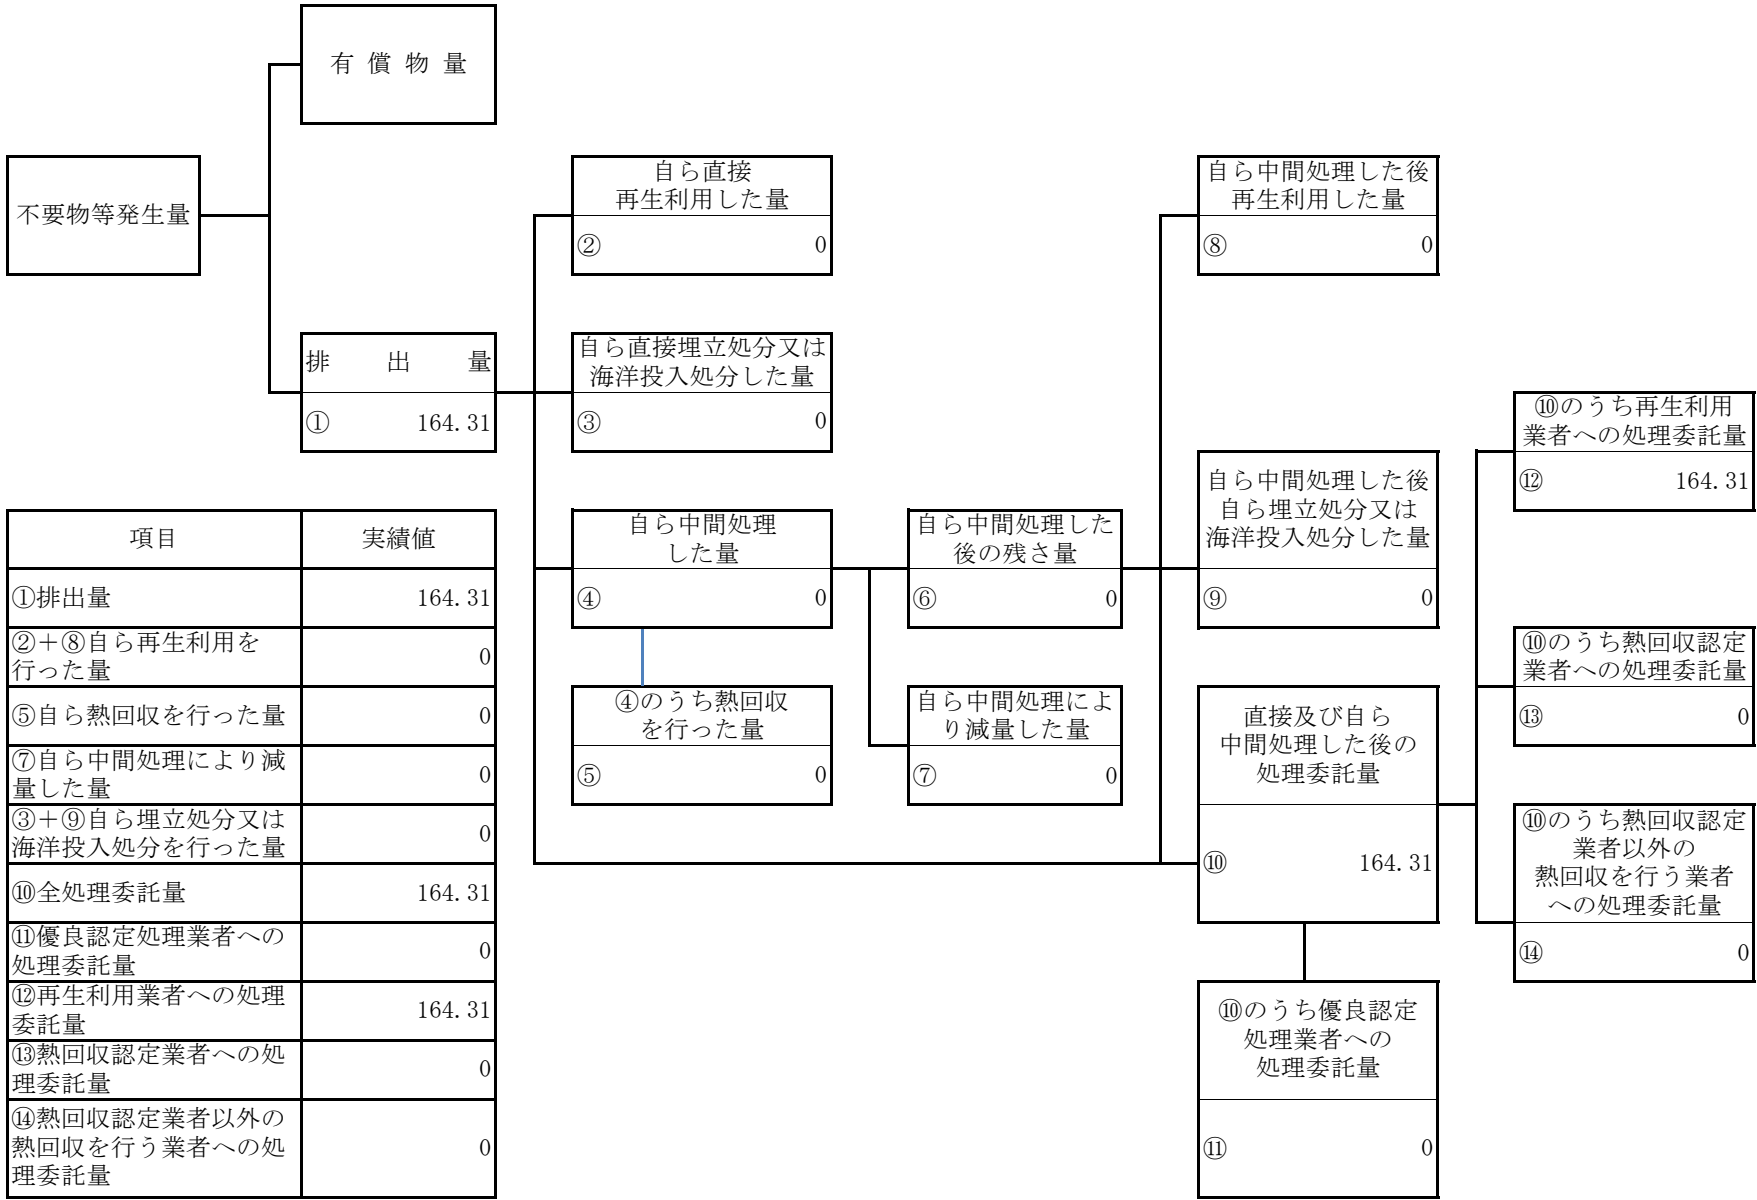 有償物量
不要物等発生量
排出量
① 164.31
自ら直接
再生利用した量
② 0
自ら直接埋立処分又は
海洋投入処分した量
③ 0
自ら中間処理
した量
④ 0
④のうち熱回収
を行った量
⑤ 0
自ら中間処理した
後の残さ量
⑥ 0
自ら中間処理によ
り減量した量
⑦ 0
自ら中間処理した後
再生利用した量
⑧ 0
自ら中間処理した後
自ら埋立処分又は
海洋投入処分した量
⑨ 0
直接及び自ら
中間処理した後の
処理委託量
⑩ 164.31
⑩のうち優良認定
処理業者への
処理委託量
⑪ 0
⑩のうち再生利用
業者への処理委託量
⑫ 164.31
⑩のうち熱回収認定
業者への処理委託量
⑬ 0
⑩のうち熱回収認定
業者以外の
熱回収を行う業者
への処理委託量
⑭ 0
項目 実績値
①排出量 164.31
②＋⑧自ら再生利用を
行った量 0
⑤自ら熱回収を行った量 0
⑦自ら中間処理により減
量した量 0
③＋⑨自ら埋立処分又は
海洋投入処分を行った量 0
⑩全処理委託量 164.31
⑪優良認定処理業者への
処理委託量 0
⑫再生利用業者への処理
委託量 164.31
⑬熱回収認定業者への処
理委託量 0
⑭熱回収認定業者以外の
熱回収を行う業者への処
理委託量 0